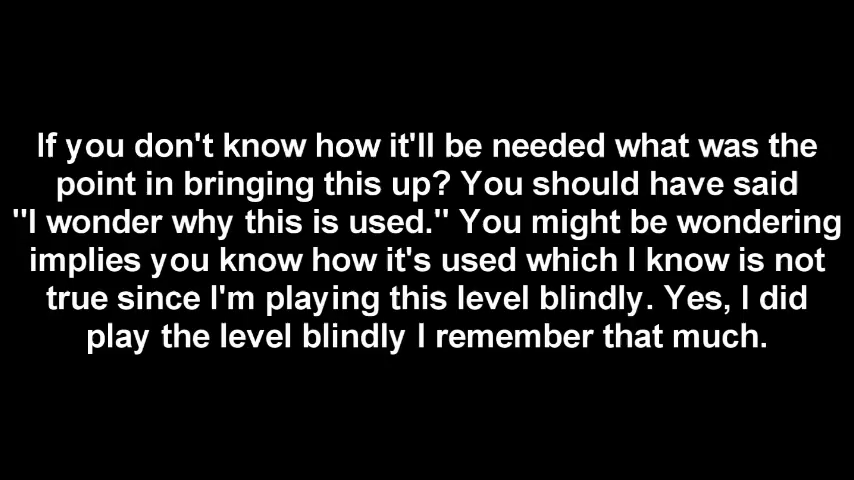 If you don't know how it'll be needed what was the
point in bringing this up? You should have said
"I wonder why this is used." You might be wondering
implies you know how it's used which I know is not
true since I'm playing this level blindly. Yes, I did
play the level blindly I remember that much.